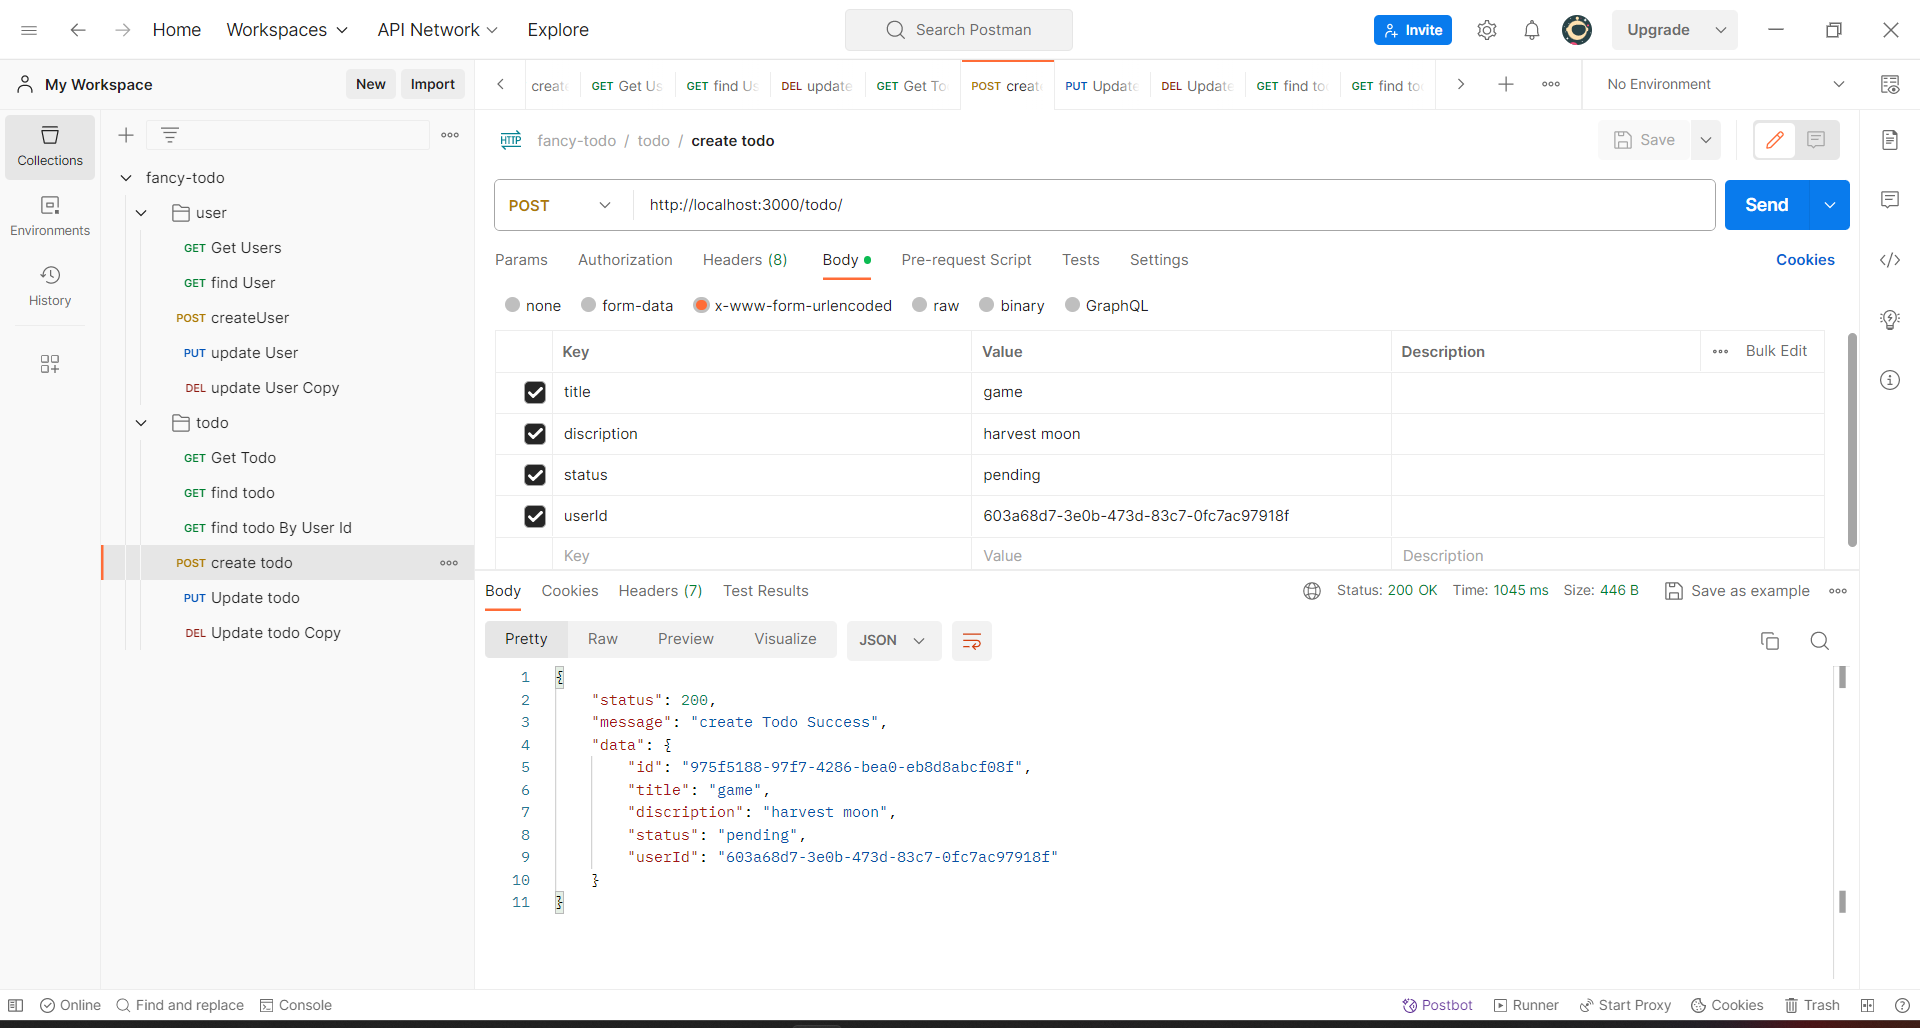 Home Workspaces API Network Explore Search Postman Invite Upgrade
My Workspace New Import
creat GET Get Us GET find Us DEL update GET Get To POST creat PUT Updat DEL Update GET find to GET find to No Environment
Collections
Environments
History
fancy-todo
user
GET Get Users
GET find User
POST createUser
PUT update User
DEL update User Copy
todo
GET Get Todo
GET find todo
GET find todo By User Id
POST create todo
PUT Update todo
DEL Update todo Copy
HTTP fancy-todo / todo / create todo Save
POST http://localhost:3000/todo/ Send
Params Authorization Headers (8) Body Pre-request Script Tests Settings Cookies
none form-data x-www-form-urlencoded raw binary GraphQL
Key Value Description Bulk Edit
title game
discription harvest moon
status pending
userId 603a68d7-3e0b-473d-83c7-0fc7ac97918f
Key Value Description
Body Cookies Headers (7) Test Results Status: 200 OK Time: 1045 ms Size: 446 B Save as example
Pretty Raw Preview Visualize JSON
1 {
2 "status": 200,
3 "message": "create Todo Success",
4 "data": {
5 "id": "975f5188-97f7-4286-bea0-eb8d8abcf08f",
6 "title": "game",
7 "discription": "harvest moon",
8 "status": "pending",
9 "userId": "603a68d7-3e0b-473d-83c7-0fc7ac97918f"
10 }
11 }
Online Find and replace Console Postbot Runner Start Proxy Cookies Trash